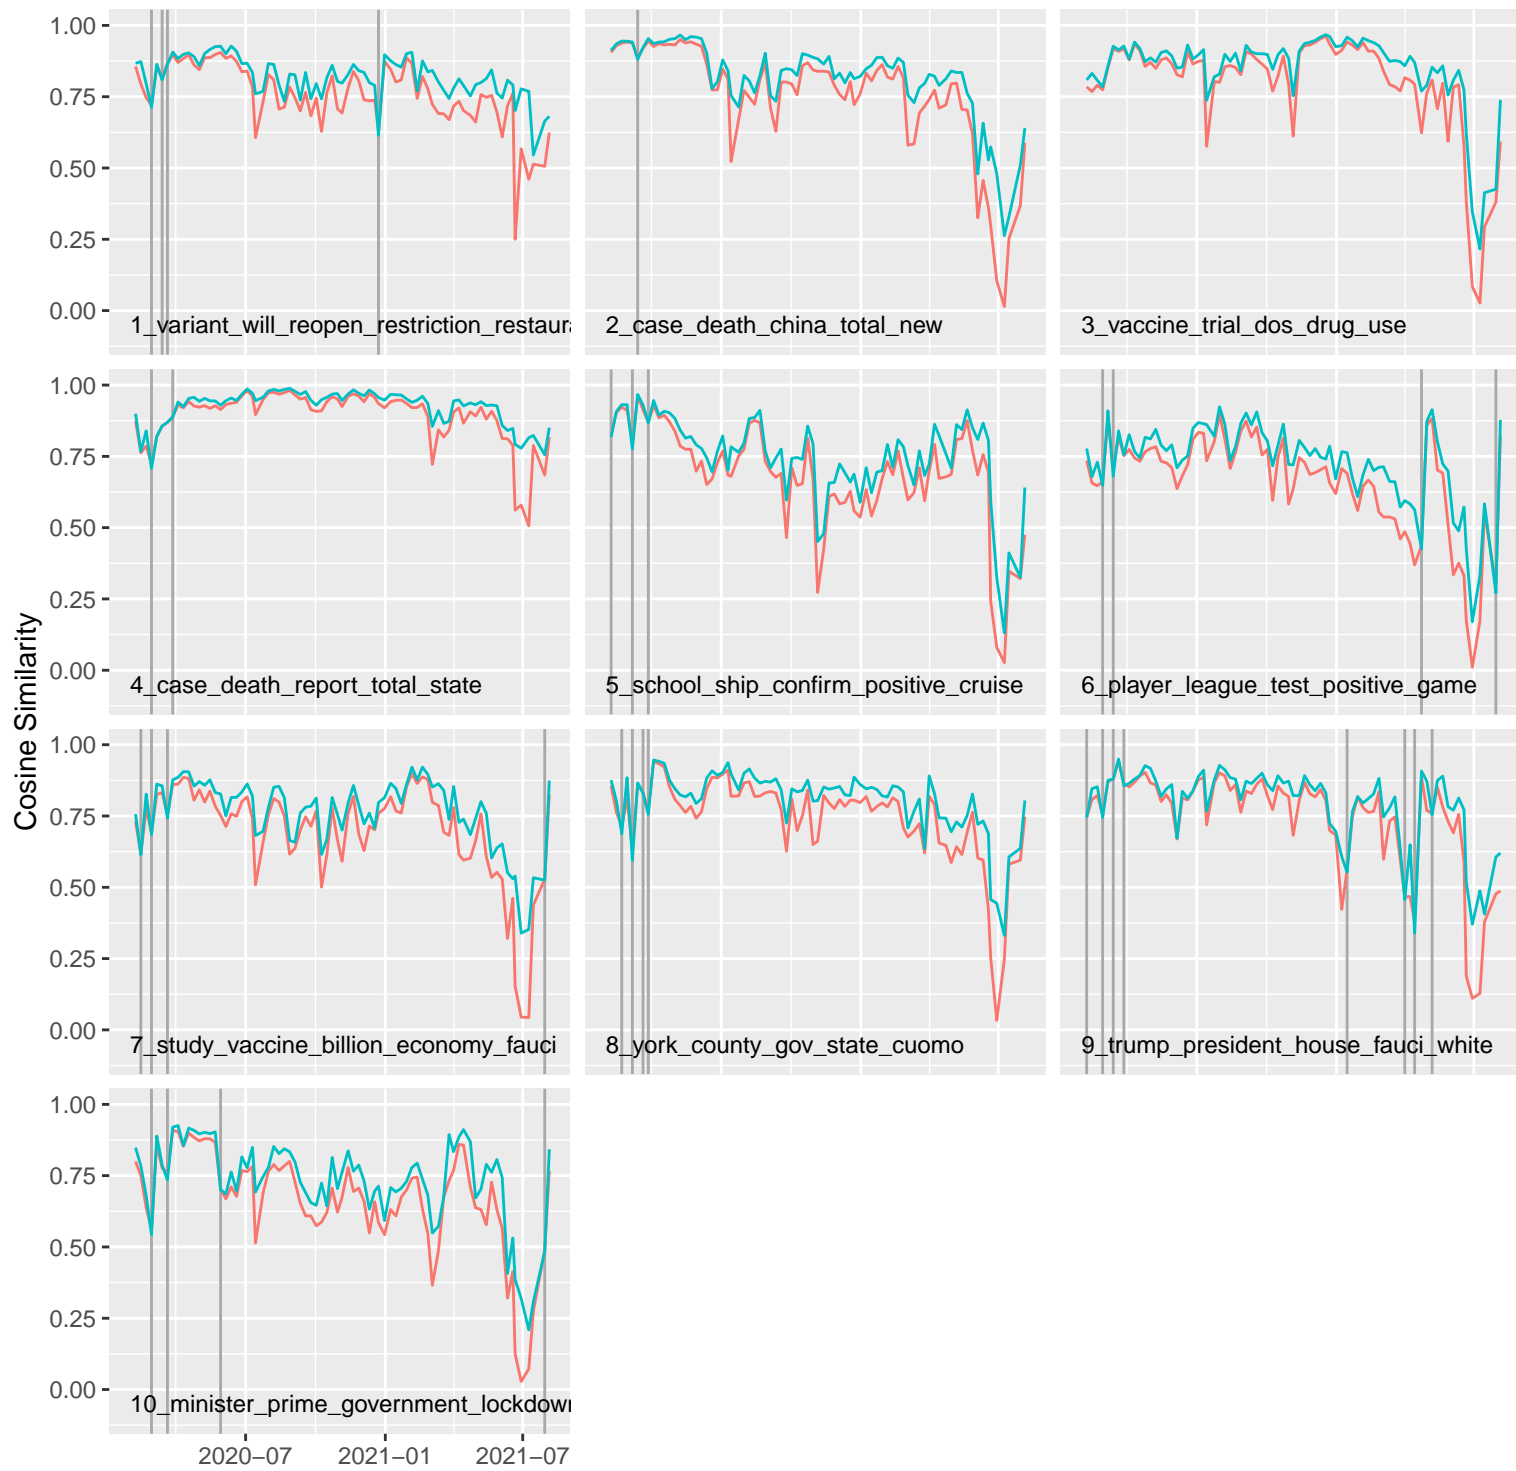 1.00
0.75
0.50
0.25
0.00
1_variant_will_reopen_restriction_restaura
2_case_death_china_total_new
3_vaccine_trial_dos_drug_use
1.00
0.75
0.50
0.25
0.00
4_case_death_report_total_state
5_school_ship_confirm_positive_cruise
6_player_league_test_positive_game
Cosine Similarity
1.00
0.75
0.50
0.25
0.00
7_study_vaccine_billion_economy_fauci
8_york_county_gov_state_cuomo
9_trump_president_house_fauci_white
1.00
0.75
0.50
0.25
0.00
10_minister_prime_government_lockdown
2020−07 2021−01 2021−07